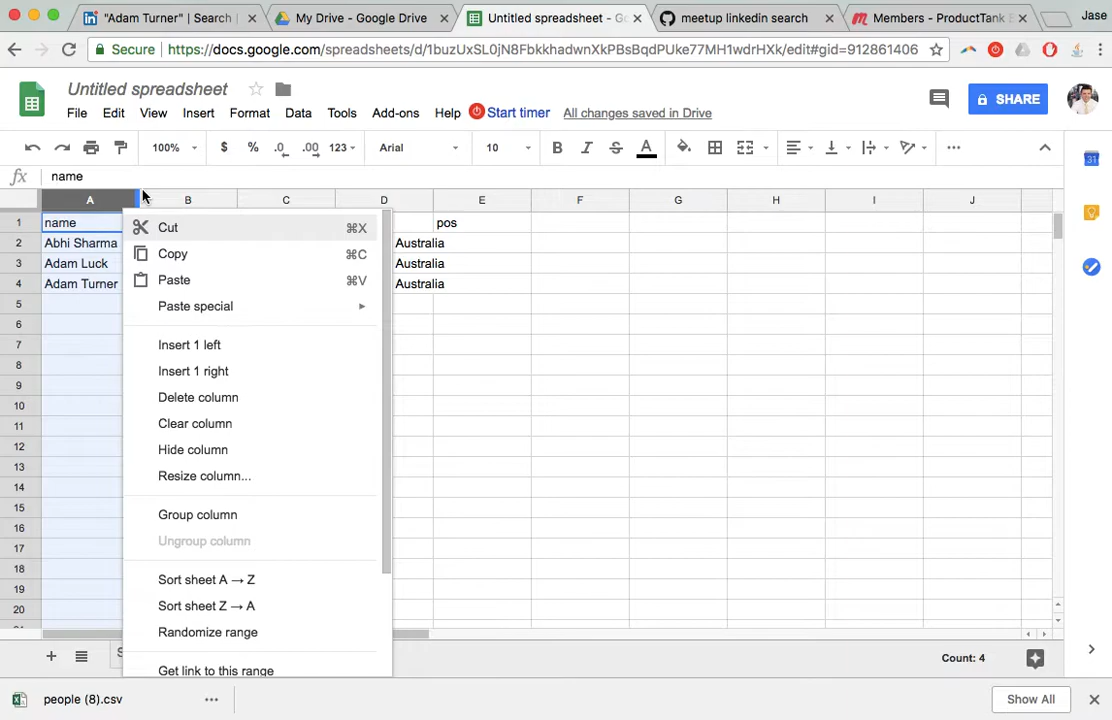 "Adam Turner" | Search |
My Drive - Google Drive
Untitled spreadsheet - Go
meetup linkedin search
Members - ProductTank B
Jase
Secure
https://docs.google.com/spreadsheets/d/1buzUxSL0jN8FbkkhadwnXkPBsBqdPUke77MH1wdrHXk/edit#gid=912861406
Untitled spreadsheet
File Edit View Insert Format Data Tools Add-ons Help Start timer All changes saved in Drive
SHARE
100% $ % .0 .00 123 Arial 10 B I S A
fx name
A B C D E F G H I J
1 name pos
2 Abhi Sharma Australia
3 Adam Luck Australia
4 Adam Turner Australia
5
6
7
8
9
10
11
12
13
14
15
16
17
18
19
20
Cut ⌘X
Copy ⌘C
Paste ⌘V
Paste special
Insert 1 left
Insert 1 right
Delete column
Clear column
Hide column
Resize column...
Group column
Ungroup column
Sort sheet A → Z
Sort sheet Z → A
Randomize range
Get link to this range
Count: 4
people (8).csv
Show All